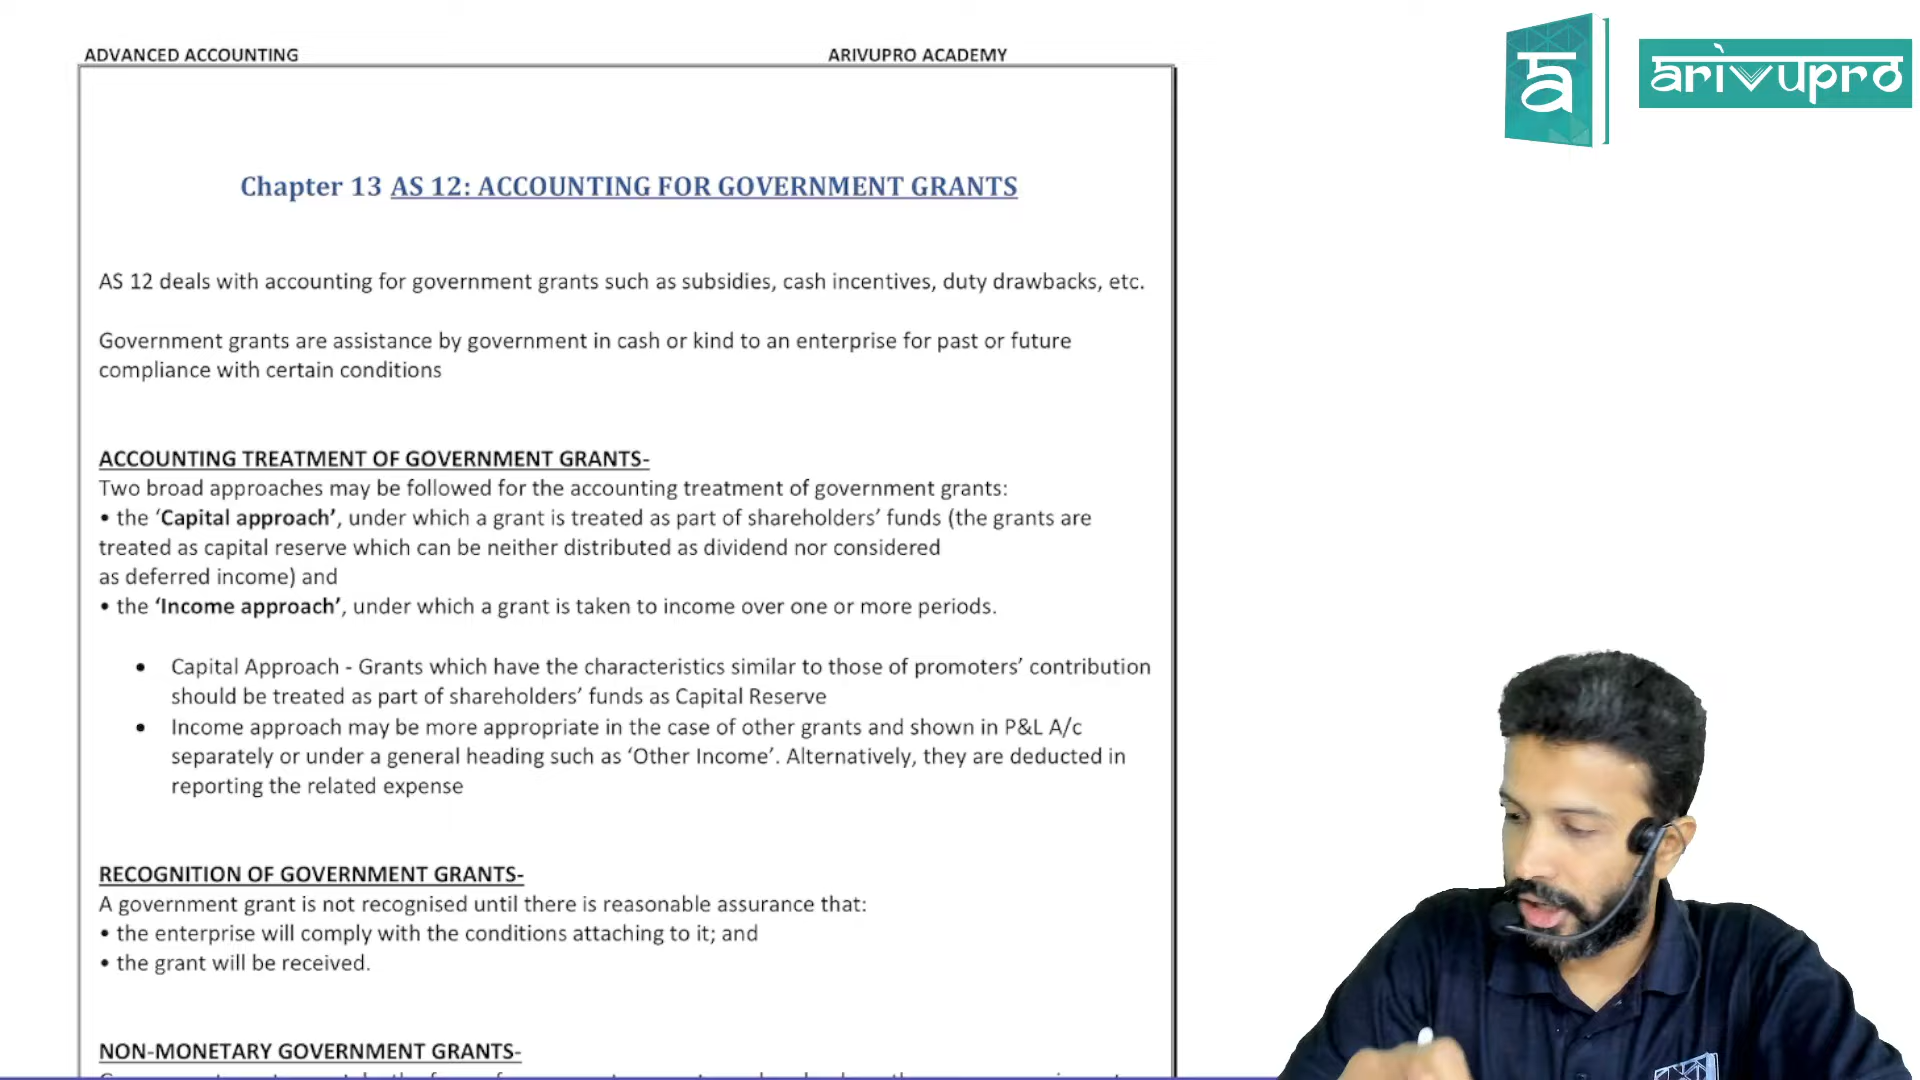 ADVANCED ACCOUNTING
ARIVUPRO ACADEMY
a
arivupro
Chapter 13 AS 12: ACCOUNTING FOR GOVERNMENT GRANTS
AS 12 deals with accounting for government grants such as subsidies, cash incentives, duty drawbacks, etc.
Government grants are assistance by government in cash or kind to an enterprise for past or future
compliance with certain conditions
ACCOUNTING TREATMENT OF GOVERNMENT GRANTS-
Two broad approaches may be followed for the accounting treatment of government grants:
• the ‘Capital approach’, under which a grant is treated as part of shareholders’ funds (the grants are
treated as capital reserve which can be neither distributed as dividend nor considered
as deferred income) and
• the ‘Income approach’, under which a grant is taken to income over one or more periods.
• Capital Approach - Grants which have the characteristics similar to those of promoters’ contribution
should be treated as part of shareholders’ funds as Capital Reserve
• Income approach may be more appropriate in the case of other grants and shown in P&L A/c
separately or under a general heading such as ‘Other Income’. Alternatively, they are deducted in
reporting the related expense
RECOGNITION OF GOVERNMENT GRANTS-
A government grant is not recognised until there is reasonable assurance that:
• the enterprise will comply with the conditions attaching to it; and
• the grant will be received.
NON-MONETARY GOVERNMENT GRANTS-